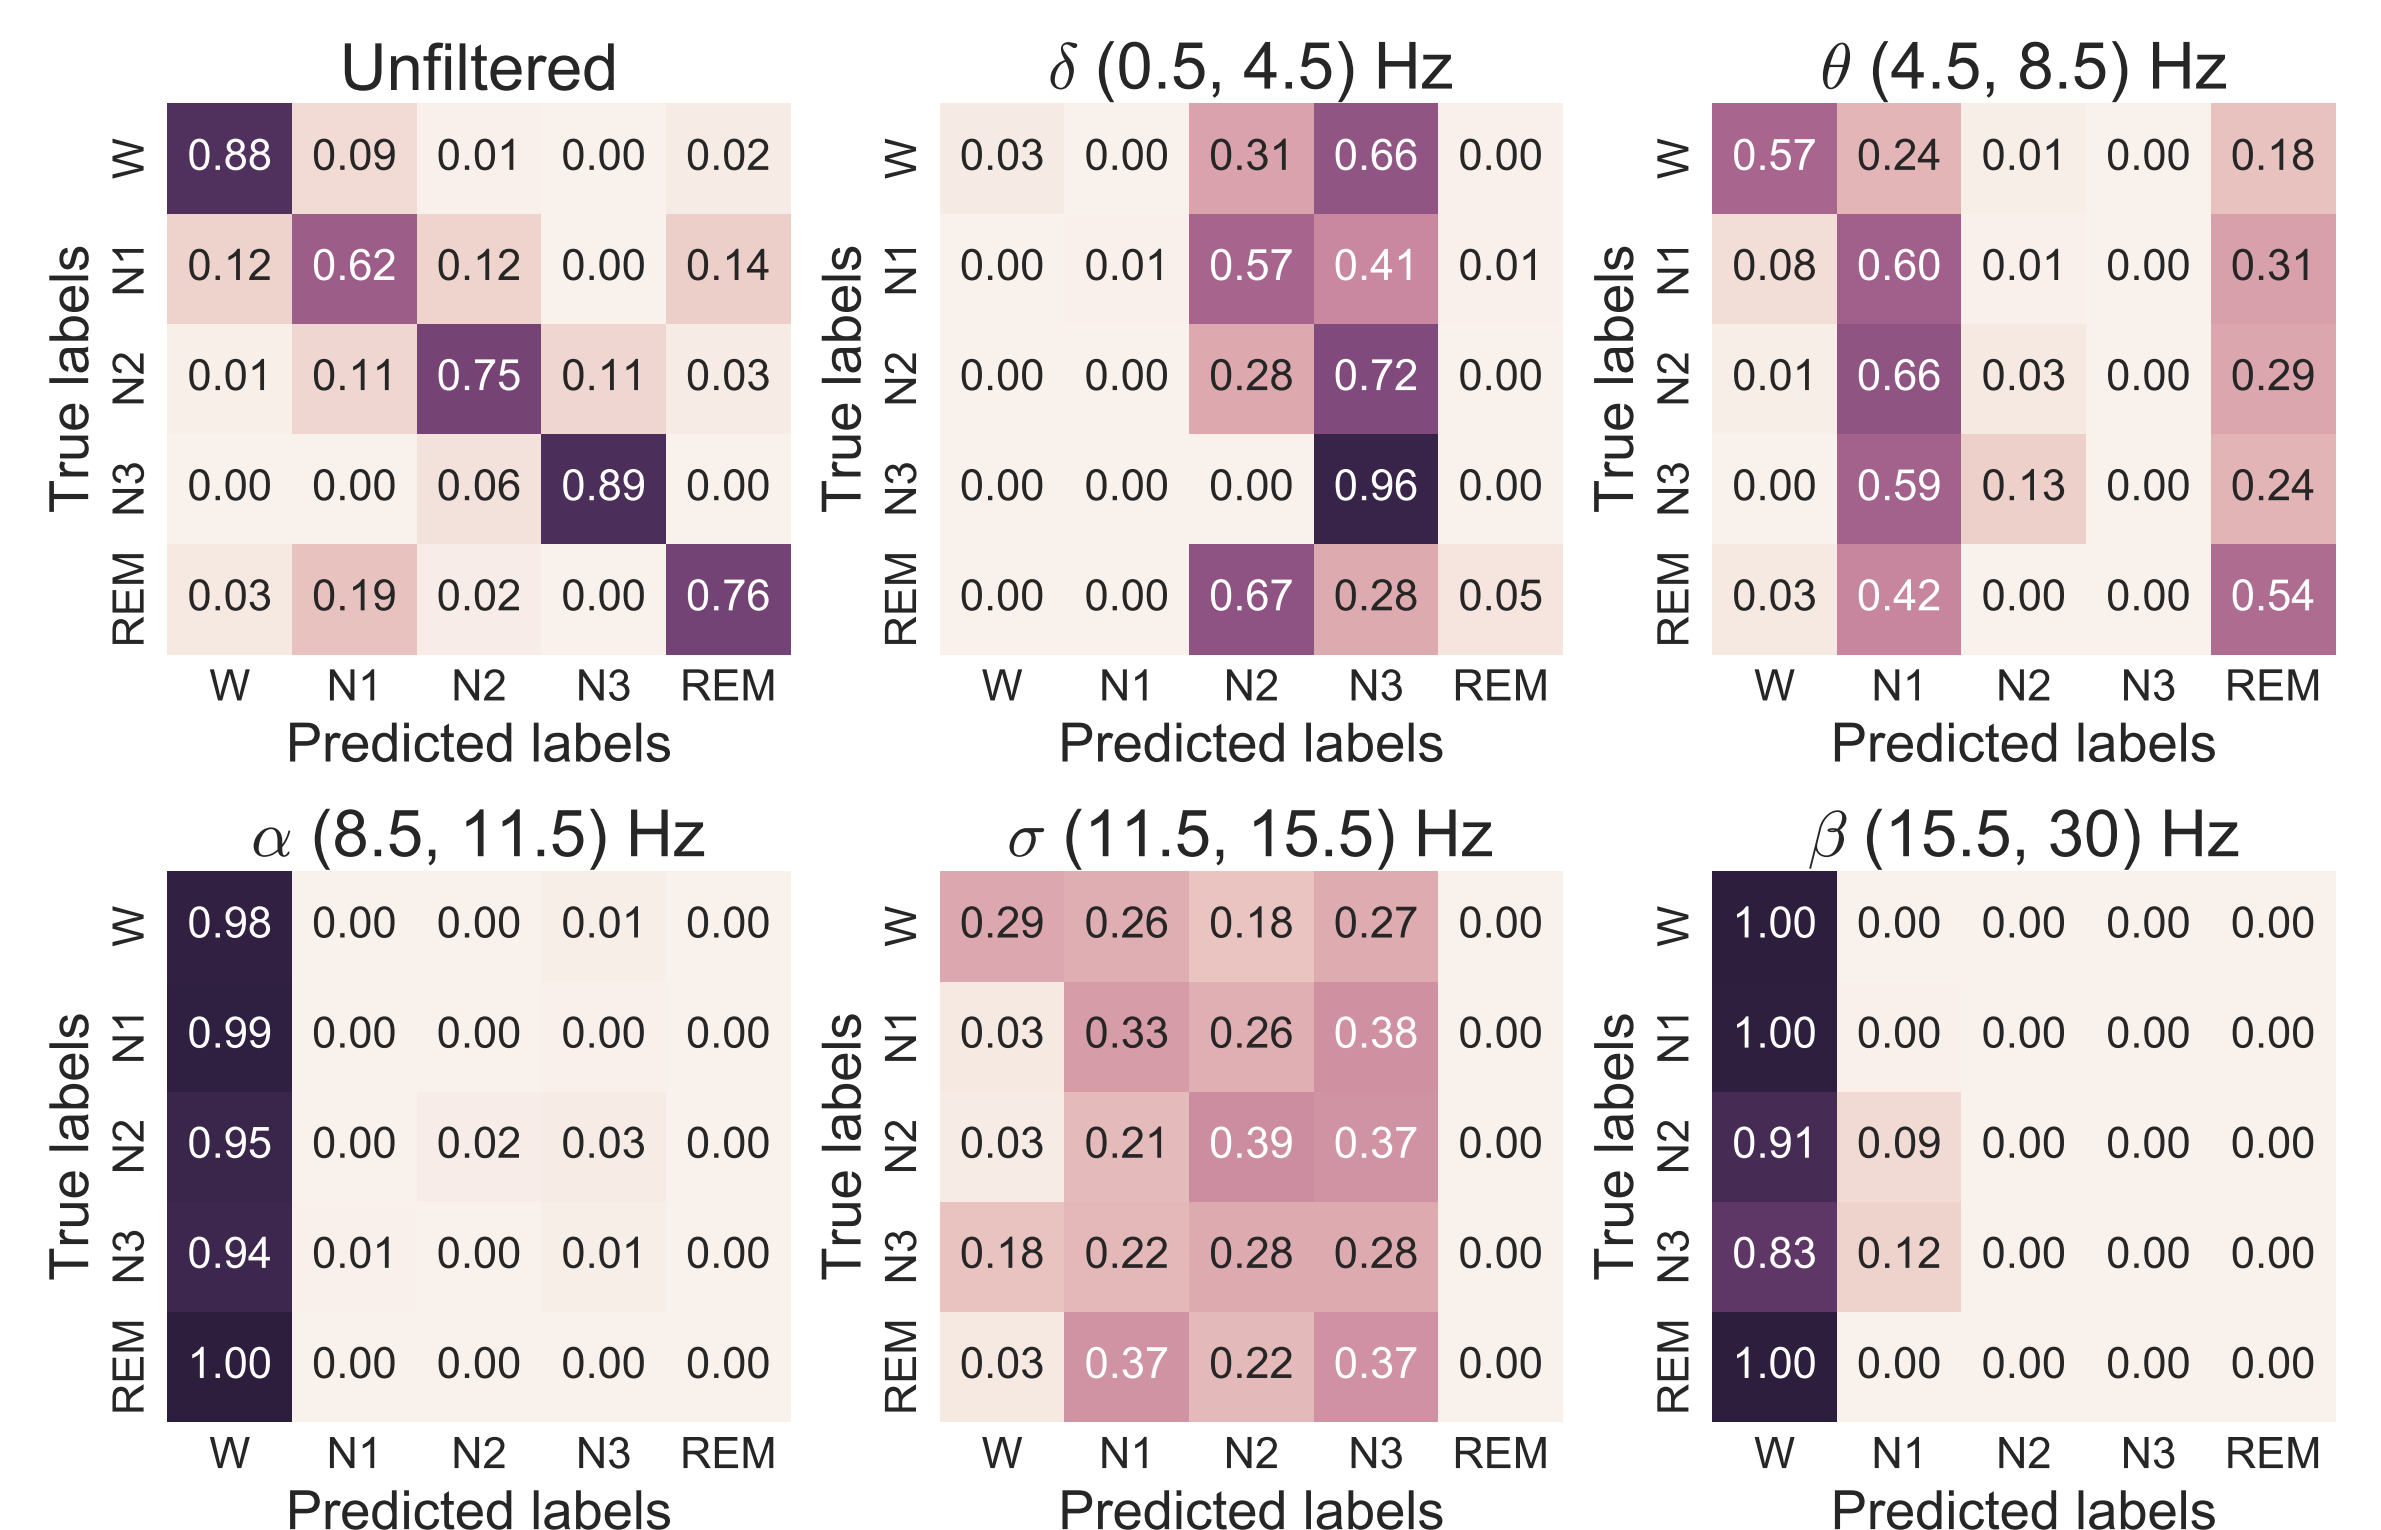 Unfiltered
W 0.88 0.09 0.01 0.00 0.02
N1 0.12 0.62 0.12 0.00 0.14
N2 0.01 0.11 0.75 0.11 0.03
N3 0.00 0.00 0.06 0.89 0.00
REM 0.03 0.19 0.02 0.00 0.76
True labels
W N1 N2 N3 REM
Predicted labels
δ (0.5, 4.5) Hz
W 0.03 0.00 0.31 0.66 0.00
N1 0.00 0.01 0.57 0.41 0.01
N2 0.00 0.00 0.28 0.72 0.00
N3 0.00 0.00 0.00 0.96 0.00
REM 0.00 0.00 0.67 0.28 0.05
True labels
W N1 N2 N3 REM
Predicted labels
θ (4.5, 8.5) Hz
W 0.57 0.24 0.01 0.00 0.18
N1 0.08 0.60 0.01 0.00 0.31
N2 0.01 0.66 0.03 0.00 0.29
N3 0.00 0.59 0.13 0.00 0.24
REM 0.03 0.42 0.00 0.00 0.54
True labels
W N1 N2 N3 REM
Predicted labels
α (8.5, 11.5) Hz
W 0.98 0.00 0.00 0.01 0.00
N1 0.99 0.00 0.00 0.00 0.00
N2 0.95 0.00 0.02 0.03 0.00
N3 0.94 0.01 0.00 0.01 0.00
REM 1.00 0.00 0.00 0.00 0.00
True labels
W N1 N2 N3 REM
Predicted labels
σ (11.5, 15.5) Hz
W 0.29 0.26 0.18 0.27 0.00
N1 0.03 0.33 0.26 0.38 0.00
N2 0.03 0.21 0.39 0.37 0.00
N3 0.18 0.22 0.28 0.28 0.00
REM 0.03 0.37 0.22 0.37 0.00
True labels
W N1 N2 N3 REM
Predicted labels
β (15.5, 30) Hz
W 1.00 0.00 0.00 0.00 0.00
N1 1.00 0.00 0.00 0.00 0.00
N2 0.91 0.09 0.00 0.00 0.00
N3 0.83 0.12 0.00 0.00 0.00
REM 1.00 0.00 0.00 0.00 0.00
True labels
W N1 N2 N3 REM
Predicted labels